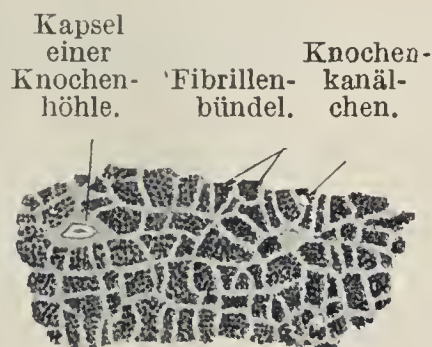 Kapsel
einer
Knochen-
höhle.
Fibrillen-
bündel.
Knochen-
kanäl-
chen.